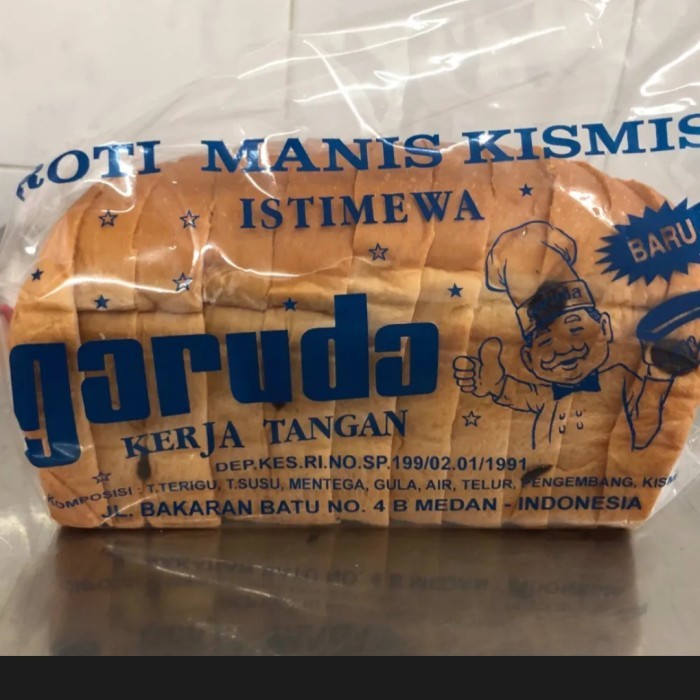 ROTI MANIS KISMIS
ISTIMEWA
BARU
garuda
KERJA TANGAN
DEP.KES.RI.NO.SP.199/02.01/1991
KOMPOSISI : T.TERIGU, T.SUSU, MENTEGA, GULA, AIR, TELUR, PENGEMBANG, KISM
JL. BAKARAN BATU NO. 4 B MEDAN - INDONESIA